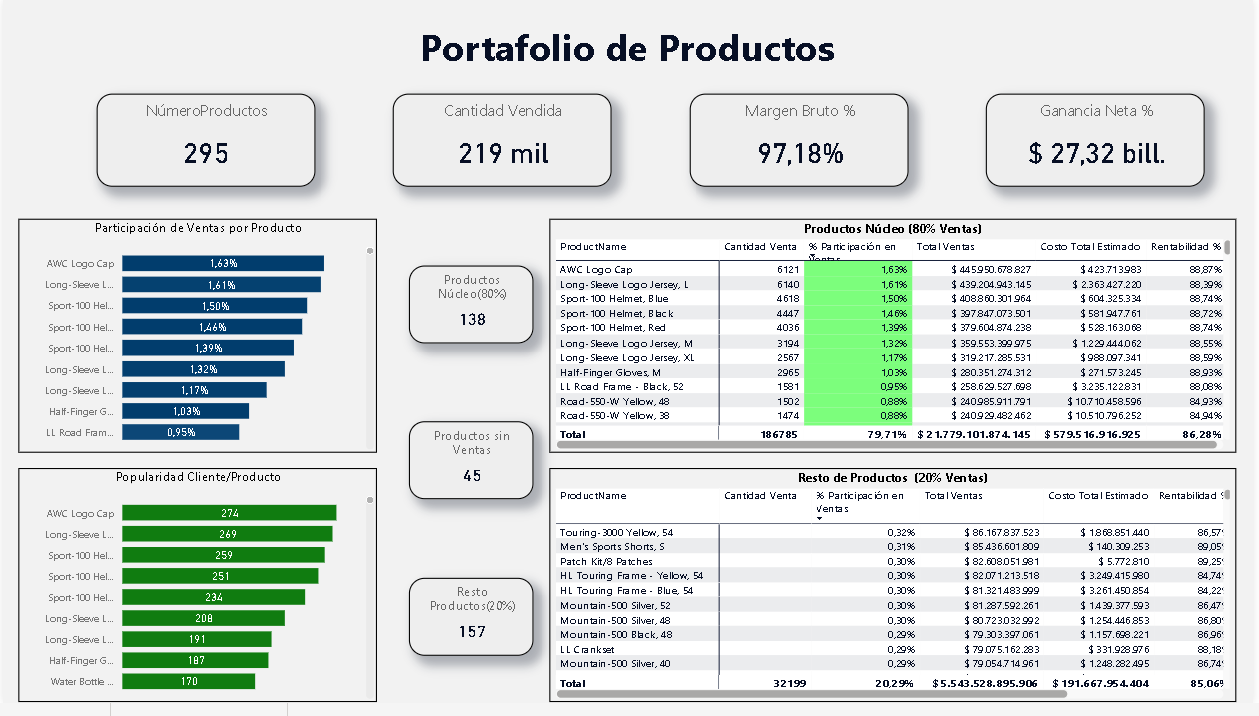 Portafolio de Productos
NúmeroProductos
295
Cantidad Vendida
219 mil
Margen Bruto %
97,18%
Ganancia Neta %
$ 27,32 bill.
Participación de Ventas por Producto
AWC Logo Cap 1,63%
Long-Sleeve L... 1,61%
Sport-100 Hel... 1,50%
Sport-100 Hel... 1,46%
Sport-100 Hel... 1,39%
Long-Sleeve L... 1,32%
Long-Sleeve L... 1,17%
Half-Finger G... 1,03%
LL Road Fram... 0,95%
Popularidad Cliente/Producto
AWC Logo Cap 274
Long-Sleeve L... 269
Sport-100 Hel... 259
Sport-100 Hel... 251
Sport-100 Hel... 234
Long-Sleeve L... 208
Long-Sleeve L... 191
Half-Finger G... 187
Water Bottle ... 170
Productos
Núcleo(80%)
138
Productos sin
Ventas
45
Resto
Productos(20%)
157
Productos Núcleo (80% Ventas)
ProductName Cantidad Venta % Participación en Total Ventas Costo Total Estimado Rentabilidad %
Ventas
AWC Logo Cap 6121 1,63% $ 445.950.678.827 $ 423.713.983 88,87%
Long-Sleeve Logo Jersey, L 6140 1,61% $ 439.204.943.145 $ 2.363.427.220 88,39%
Sport-100 Helmet, Blue 4618 1,50% $ 408.860.301.964 $ 604.325.334 88,74%
Sport-100 Helmet, Black 4447 1,46% $ 397.847.073.501 $ 581.947.761 88,72%
Sport-100 Helmet, Red 4036 1,39% $ 379.604.874.238 $ 528.163.068 88,74%
Long-Sleeve Logo Jersey, M 3194 1,32% $ 359.553.399.975 $ 1.229.444.062 88,55%
Long-Sleeve Logo Jersey, XL 2567 1,17% $ 319.217.285.531 $ 988.097.341 88,59%
Half-Finger Gloves, M 2965 1,03% $ 280.351.274.312 $ 271.573.245 88,93%
LL Road Frame - Black, 52 1581 0,95% $ 258.629.527.698 $ 3.235.122.831 88,08%
Road-550-W Yellow, 48 1502 0,88% $ 240.985.911.791 $ 10.710.458.596 84,93%
Road-550-W Yellow, 38 1474 0,88% $ 240.929.482.462 $ 10.510.796.252 84,94%
Total 186785 79,71% $ 21.779.101.874.145 $ 579.516.916.925 86,28%
Resto de Productos (20% Ventas)
ProductName Cantidad Venta % Participación en Total Ventas Costo Total Estimado Rentabilidad %
Ventas
Touring-3000 Yellow, 54 0,32% $ 86.167.837.523 $ 1.868.851.440 86,57%
Men's Sports Shorts, S 0,31% $ 85.436.601.809 $ 140.309.253 89,05%
Patch Kit/8 Patches 0,30% $ 82.608.051.981 $ 5.772.810 89,25%
HL Touring Frame - Yellow, 54 0,30% $ 82.071.213.518 $ 3.249.415.980 84,74%
HL Touring Frame - Blue, 54 0,30% $ 81.321.483.999 $ 3.261.450.854 84,22%
Mountain-500 Silver, 52 0,30% $ 81.287.592.261 $ 1.439.377.593 86,47%
Mountain-500 Silver, 48 0,30% $ 80.723.032.992 $ 1.254.446.853 86,80%
Mountain-500 Black, 48 0,29% $ 79.303.397.061 $ 1.157.698.221 86,96%
LL Crankset 0,29% $ 79.075.162.283 $ 331.928.976 88,18%
Mountain-500 Silver, 40 0,29% $ 79.054.714.961 $ 1.248.282.495 86,74%
Total 32199 20,29% $ 5.543.528.895.906 $ 191.667.954.404 85,06%